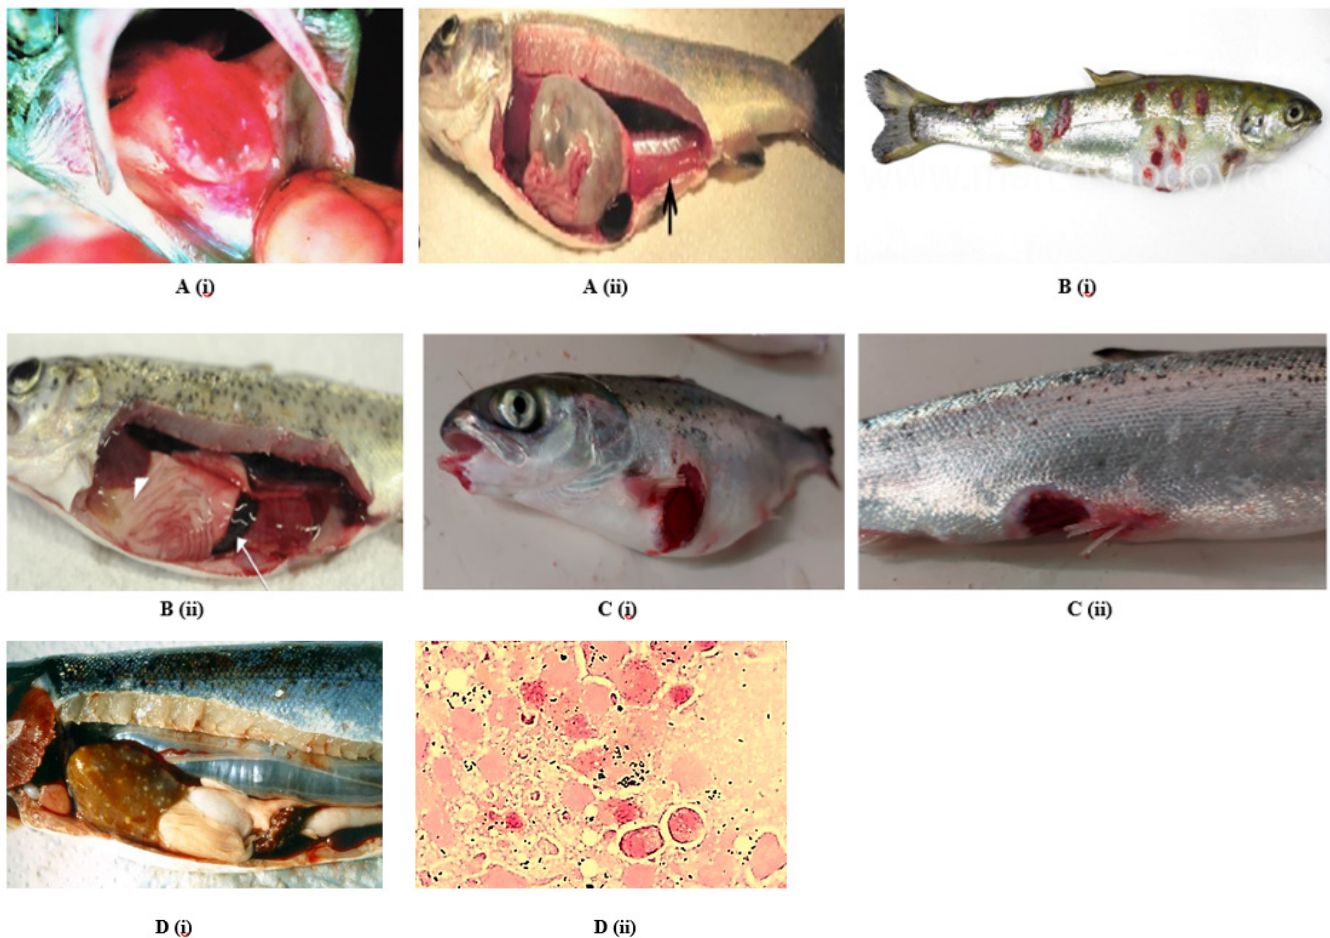 A (i)
A (ii)
B (i)
B (ii)
C (i)
C (ii)
D (i)
D (ii)